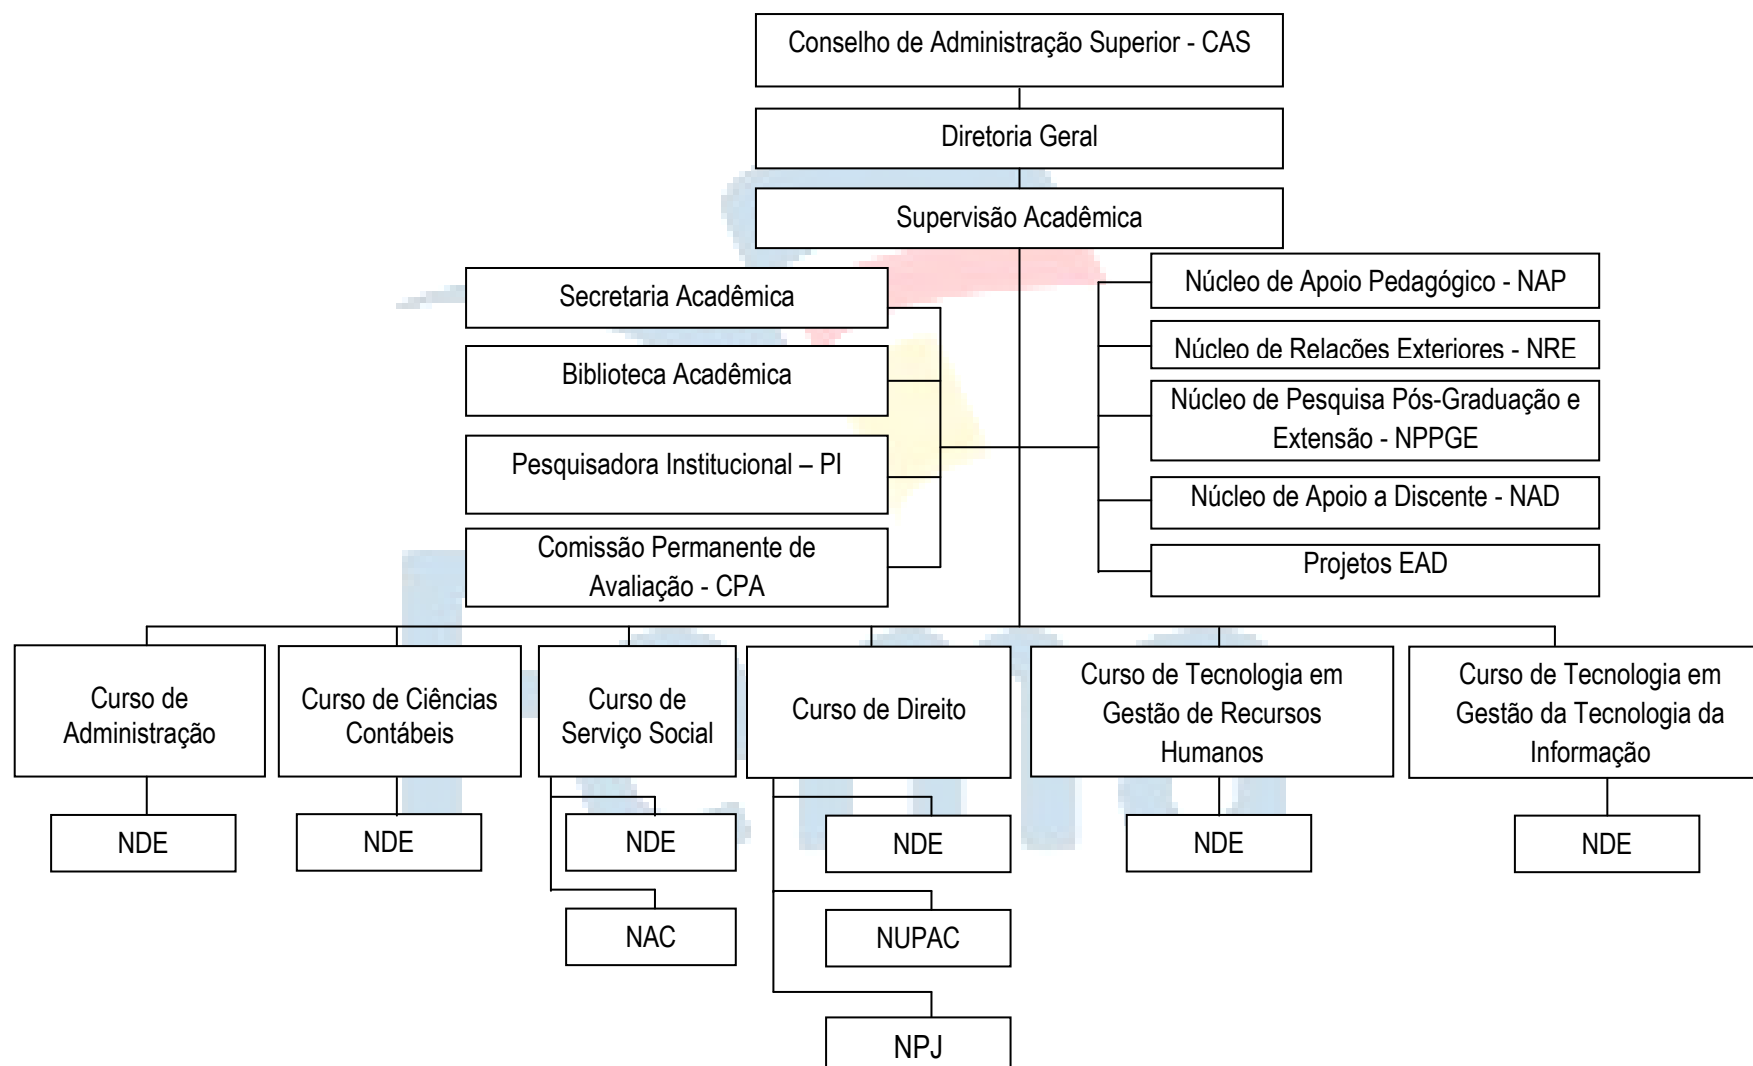 Conselho de Administração Superior - CAS
Diretoria Geral
Supervisão Acadêmica
Secretaria Acadêmica
Biblioteca Acadêmica
Pesquisadora Institucional – PI
Comissão Permanente de
Avaliação - CPA
Núcleo de Apoio Pedagógico - NAP
Núcleo de Relações Exteriores - NRE
Núcleo de Pesquisa Pós-Graduação e
Extensão - NPPGE
Núcleo de Apoio a Discente - NAD
Projetos EAD
Curso de
Administração
Curso de Ciências
Contábeis
Curso de
Serviço Social
Curso de Direito
Curso de Tecnologia em
Gestão de Recursos
Humanos
Curso de Tecnologia em
Gestão da Tecnologia da
Informação
NDE
NDE
NDE
NDE
NDE
NDE
NAC
NUPAC
NPJ